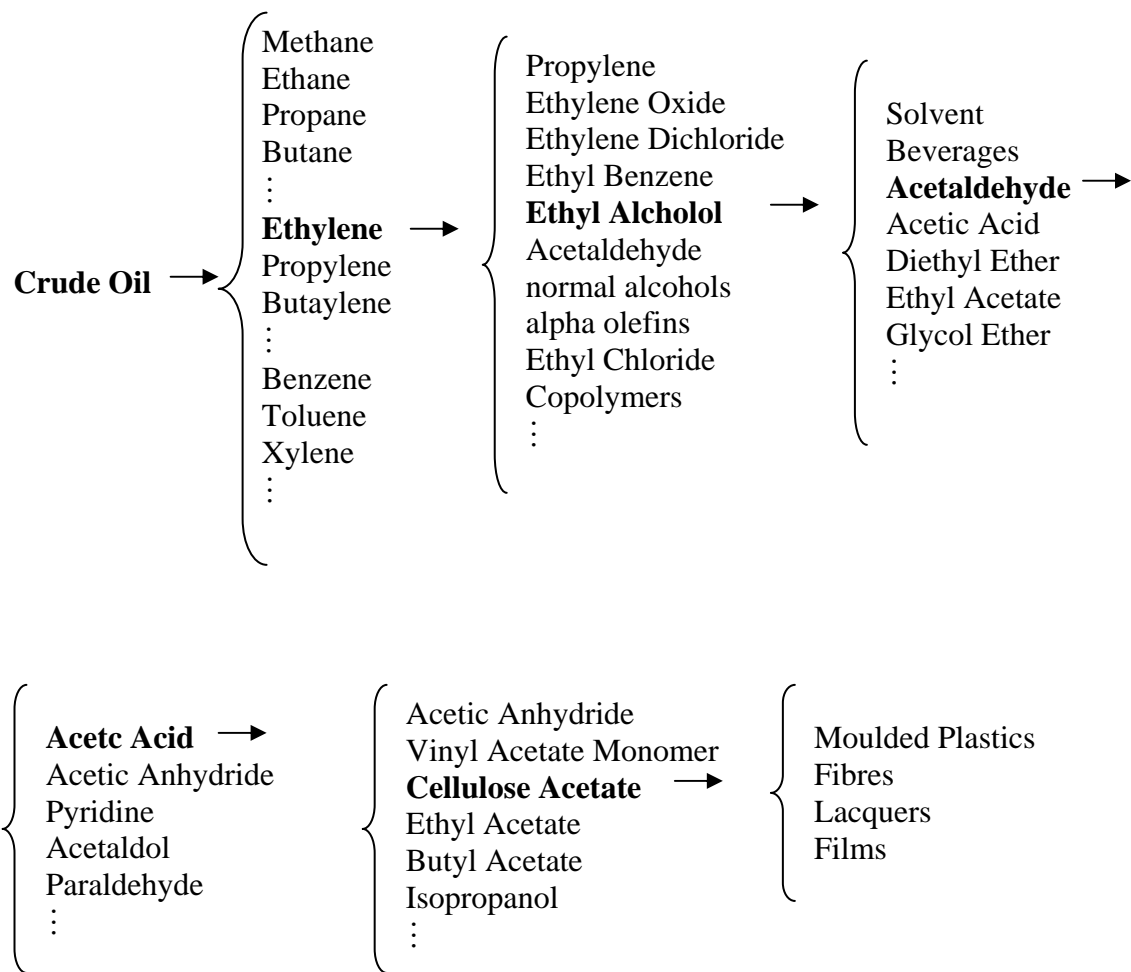 Crude Oil
Methane
Ethane
Propane
Butane
⋮
Ethylene
Propylene
Butaylene
⋮
Benzene
Toluene
Xylene
⋮
Propylene
Ethylene Oxide
Ethylene Dichloride
Ethyl Benzene
Ethyl Alcholol
Acetaldehyde
normal alcohols
alpha olefins
Ethyl Chloride
Copolymers
⋮
Solvent
Beverages
Acetaldehyde
Acetic Acid
Diethyl Ether
Ethyl Acetate
Glycol Ether
⋮
Acetc Acid
Acetic Anhydride
Pyridine
Acetaldol
Paraldehyde
⋮
Acetic Anhydride
Vinyl Acetate Monomer
Cellulose Acetate
Ethyl Acetate
Butyl Acetate
Isopropanol
⋮
Moulded Plastics
Fibres
Lacquers
Films